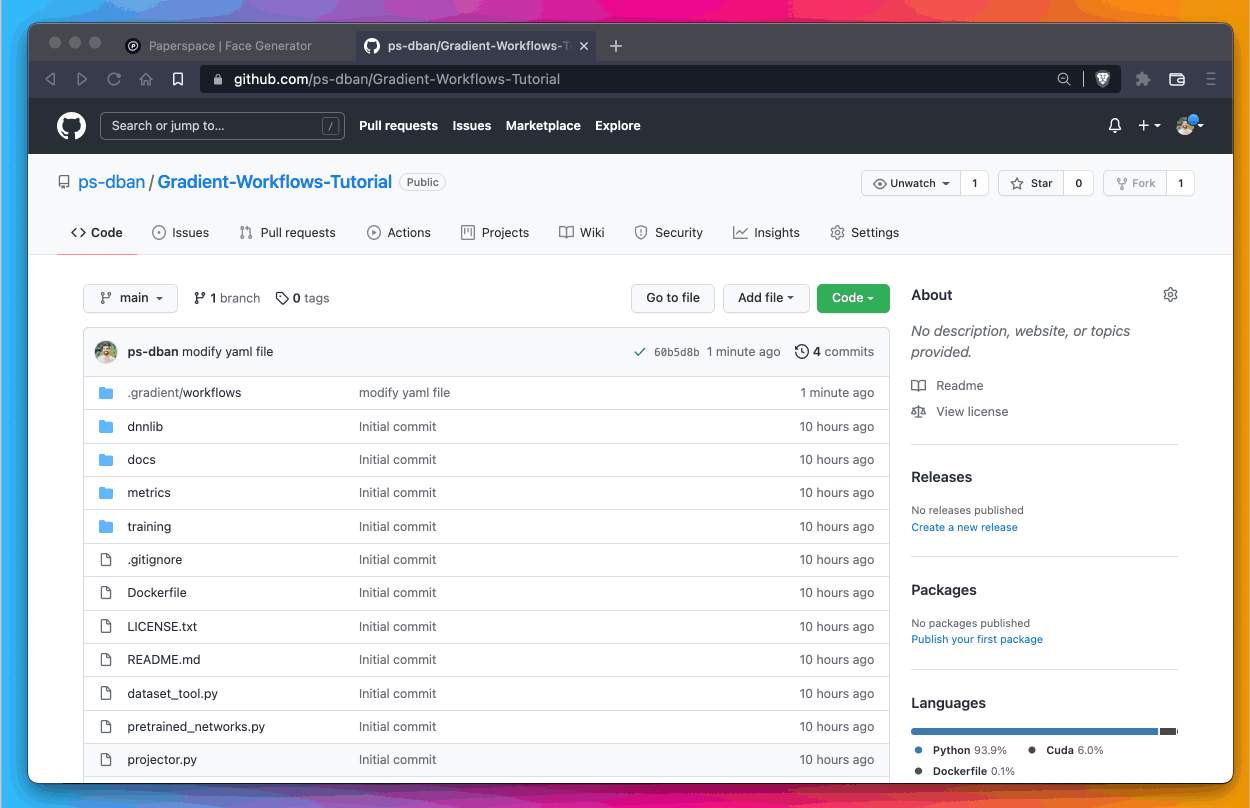 Paperspace | Face Generator
ps-dban/Gradient-Workflows-T
github.com/ps-dban/Gradient-Workflows-Tutorial
Search or jump to... /
Pull requests Issues Marketplace Explore
ps-dban / Gradient-Workflows-Tutorial Public
Unwatch 1 Star 0 Fork 1
Code Issues Pull requests Actions Projects Wiki Security Insights Settings
main 1 branch 0 tags Go to file Add file Code
ps-dban modify yaml file 60b5d8b 1 minute ago 4 commits
.gradient/workflows modify yaml file 1 minute ago
dnnlib Initial commit 10 hours ago
docs Initial commit 10 hours ago
metrics Initial commit 10 hours ago
training Initial commit 10 hours ago
.gitignore Initial commit 10 hours ago
Dockerfile Initial commit 10 hours ago
LICENSE.txt Initial commit 10 hours ago
README.md Initial commit 10 hours ago
dataset_tool.py Initial commit 10 hours ago
pretrained_networks.py Initial commit 10 hours ago
projector.py Initial commit 10 hours ago
About
No description, website, or topics
provided.
Readme
View license
Releases
No releases published
Create a new release
Packages
No packages published
Publish your first package
Languages
Python 93.9% Cuda 6.0%
Dockerfile 0.1%